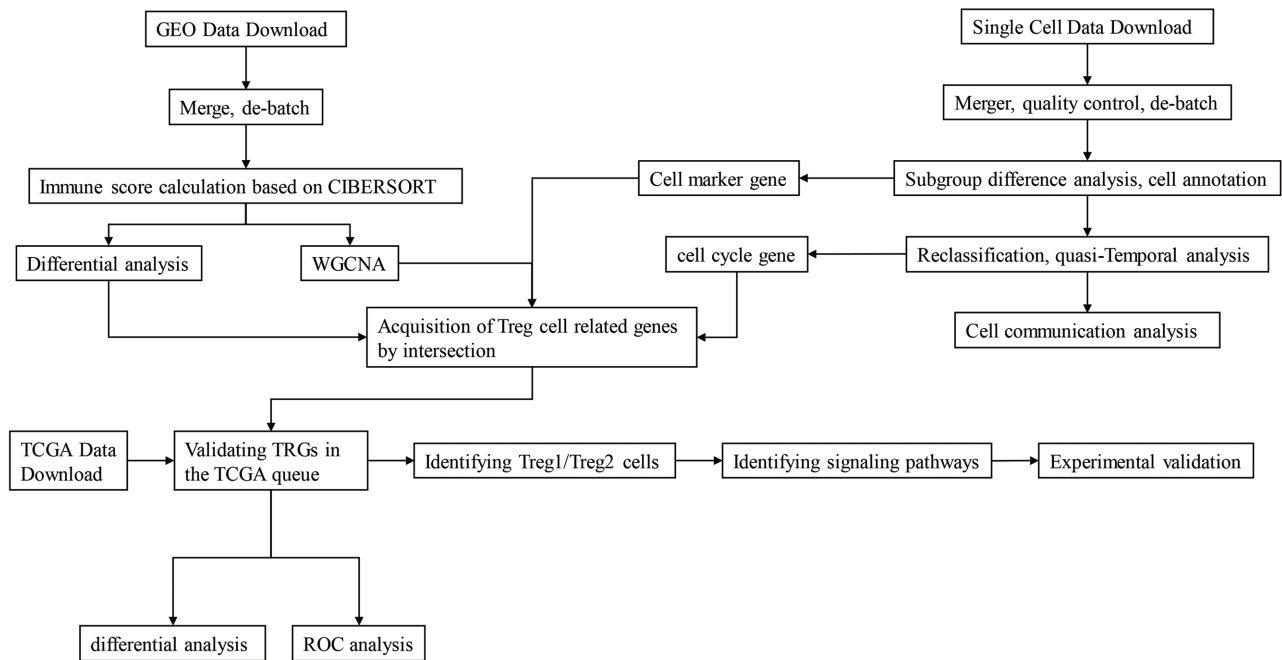 GEO Data Download
Single Cell Data Download
Merge, de-batch
Merger, quality control, de-batch
Immune score calculation based on CIBERSORT
Cell marker gene
Subgroup difference analysis, cell annotation
Differential analysis
WGCNA
cell cycle gene
Reclassification, quasi-Temporal analysis
Acquisition of Treg cell related genes
by intersection
Cell communication analysis
TCGA Data
Download
Validating TRGs in
the TCGA queue
Identifying Treg1/Treg2 cells
Identifying signaling pathways
Experimental validation
differential analysis
ROC analysis